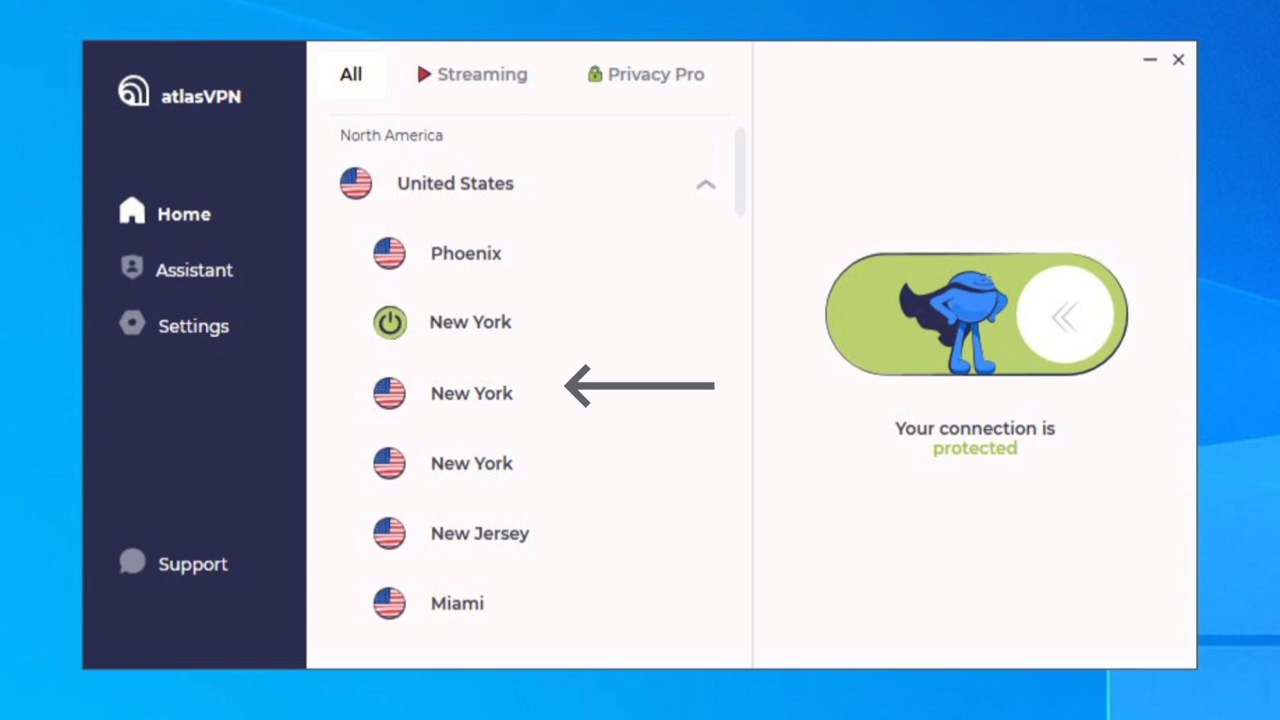 atlasVPN
Home
Assistant
Settings
Support
All
Streaming
Privacy Pro
North America
United States
Phoenix
New York
New York
New York
New Jersey
Miami
Your connection is
protected